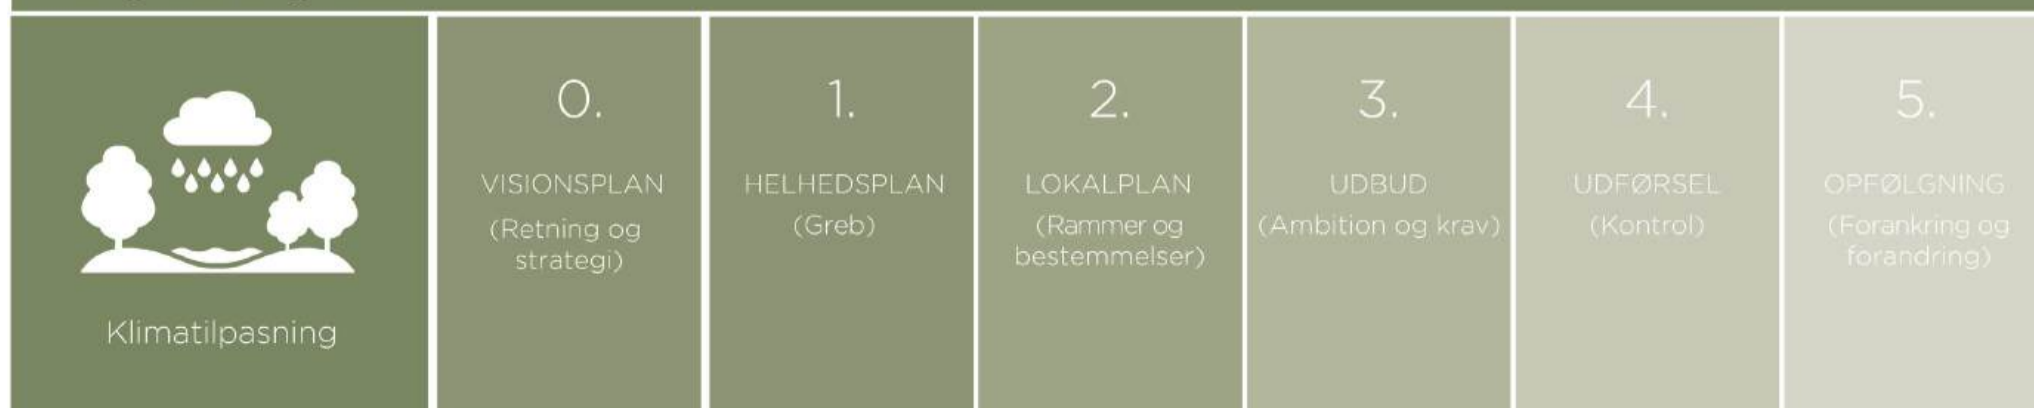 Klimatilpasning
0.
VISIONSPLAN
(Retning og
strategi)
1.
HELHEDSPLAN
(Greb)
2.
LOKALPLAN
(Rammer og
bestemmelser)
3.
UDBUD
(Ambition og krav)
4.
UDFØRSEL
(Kontrol)
5.
OPFØLGNING
(Forankring og
forandring)